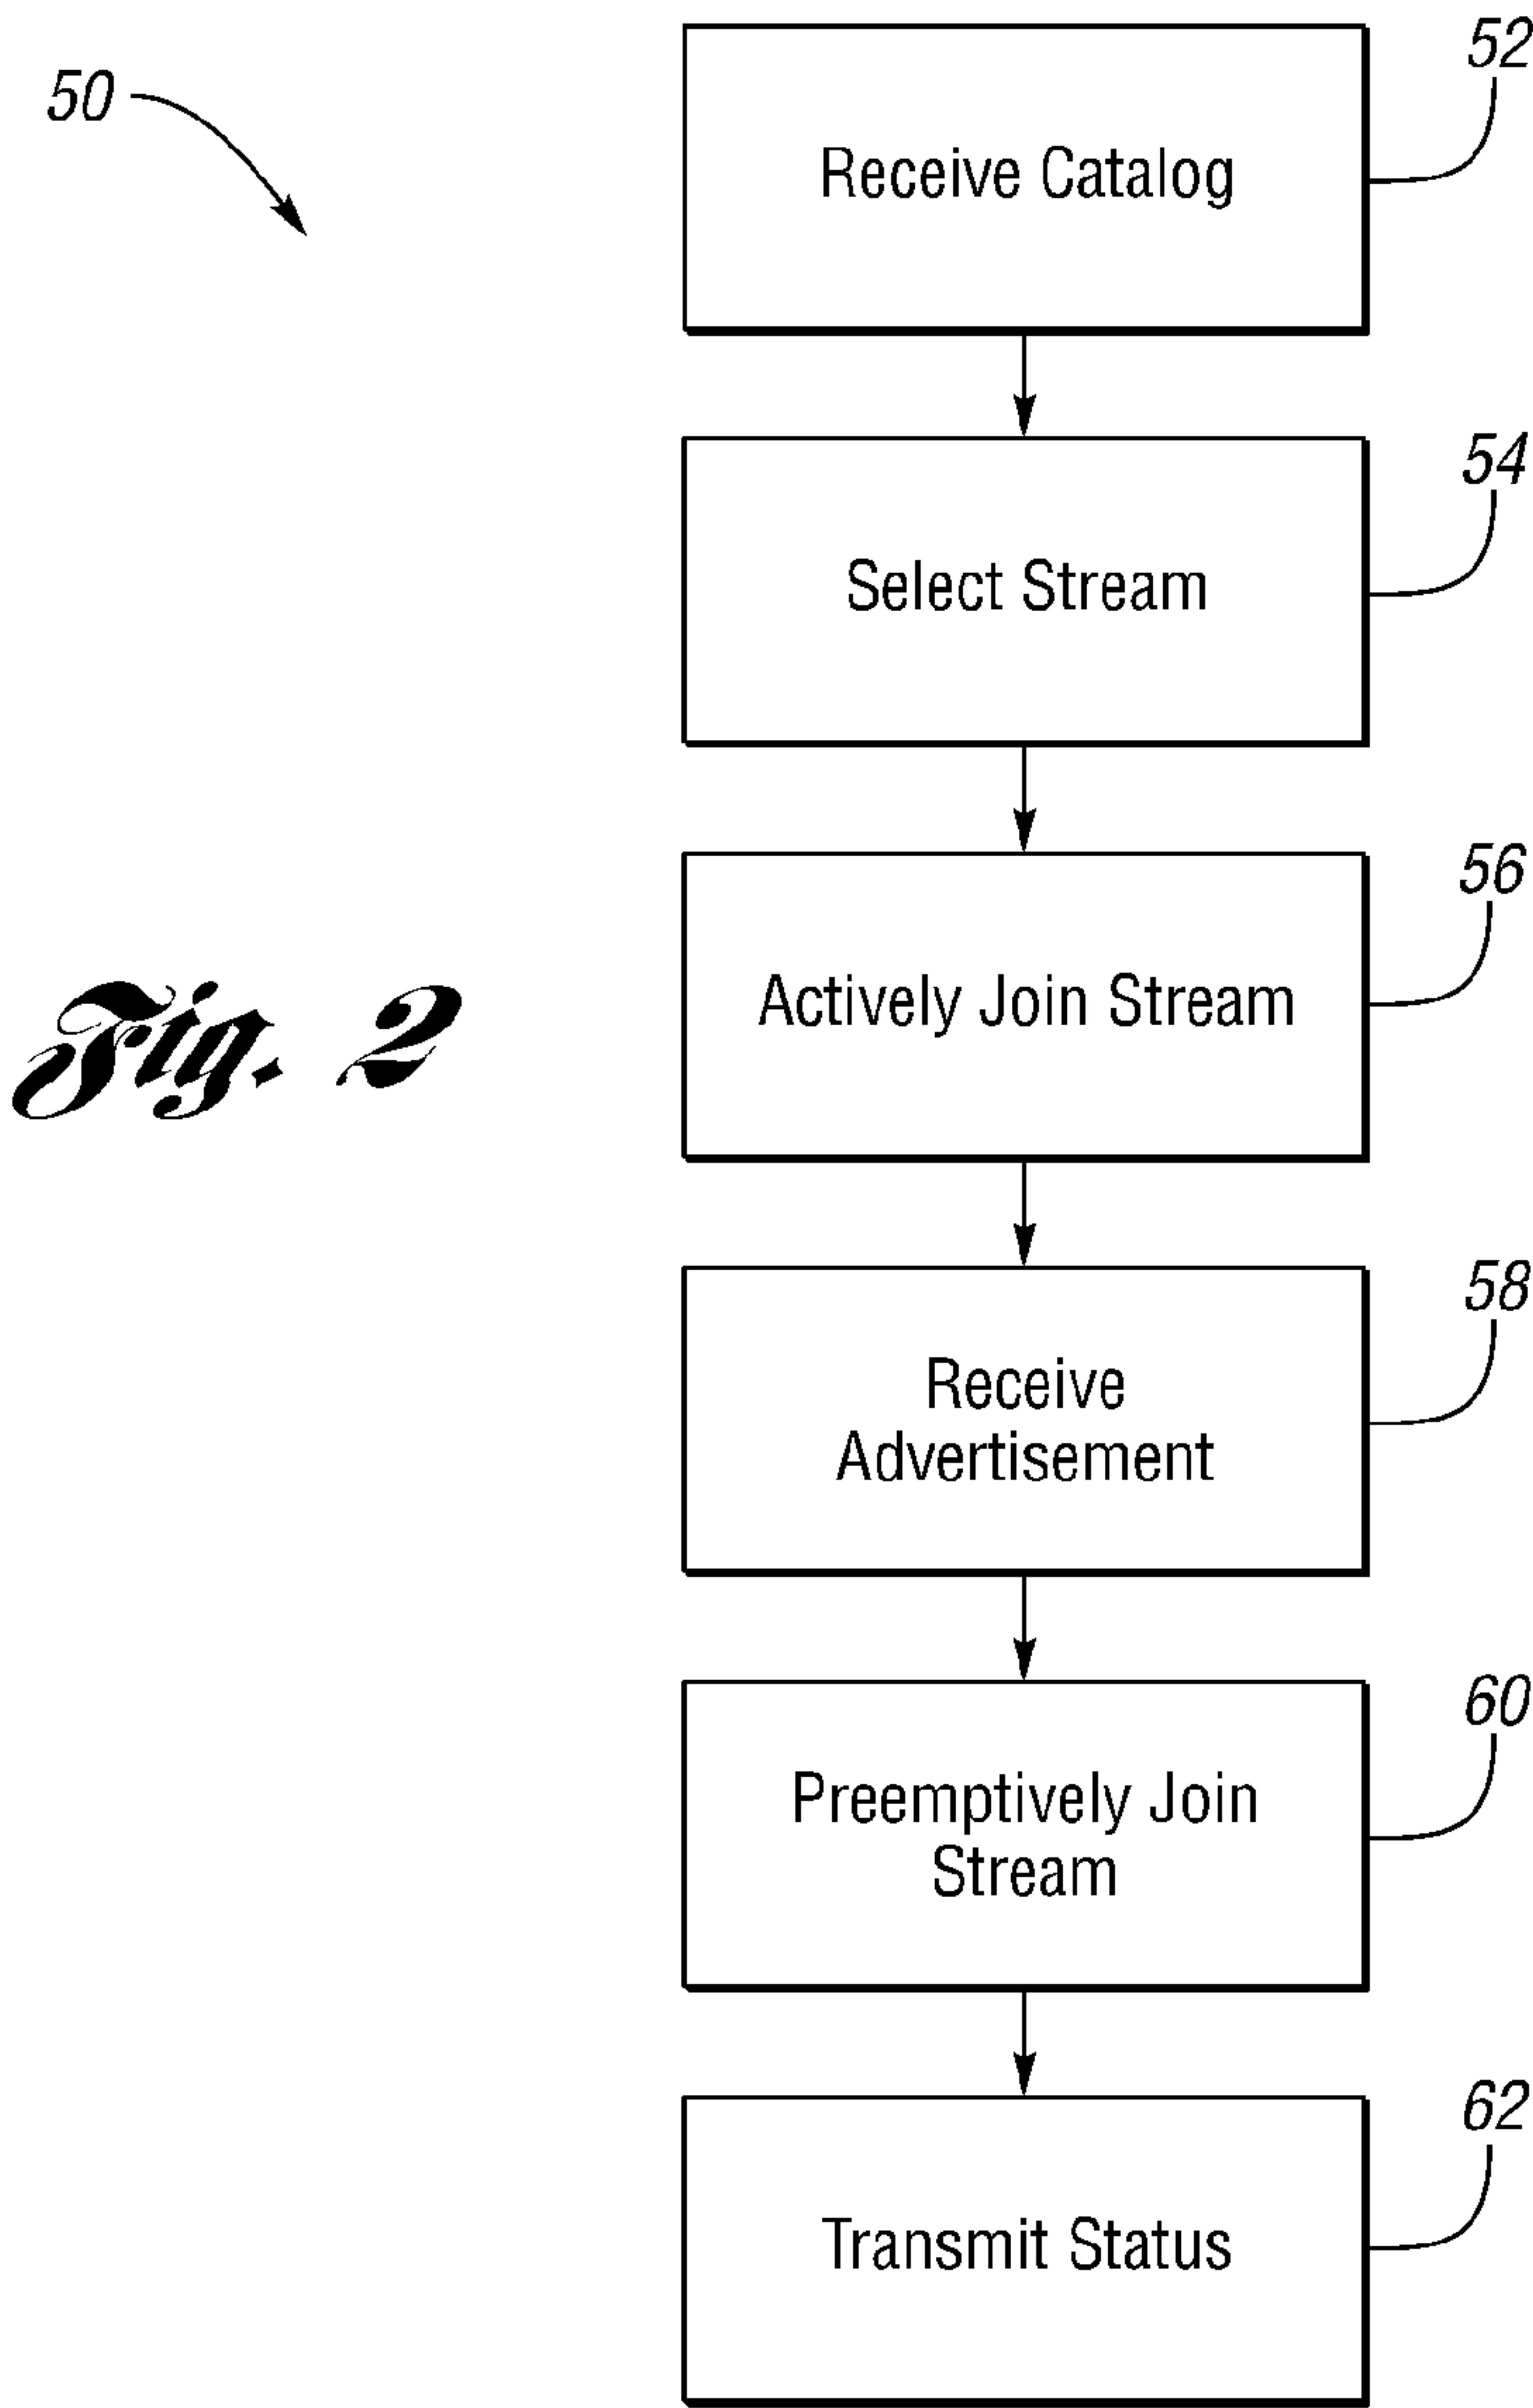 50
52
Receive Catalog
54
Select Stream
56
Actively Join Stream
Fig. 2
58
Receive
Advertisement
60
Preemptively Join
Stream
62
Transmit Status